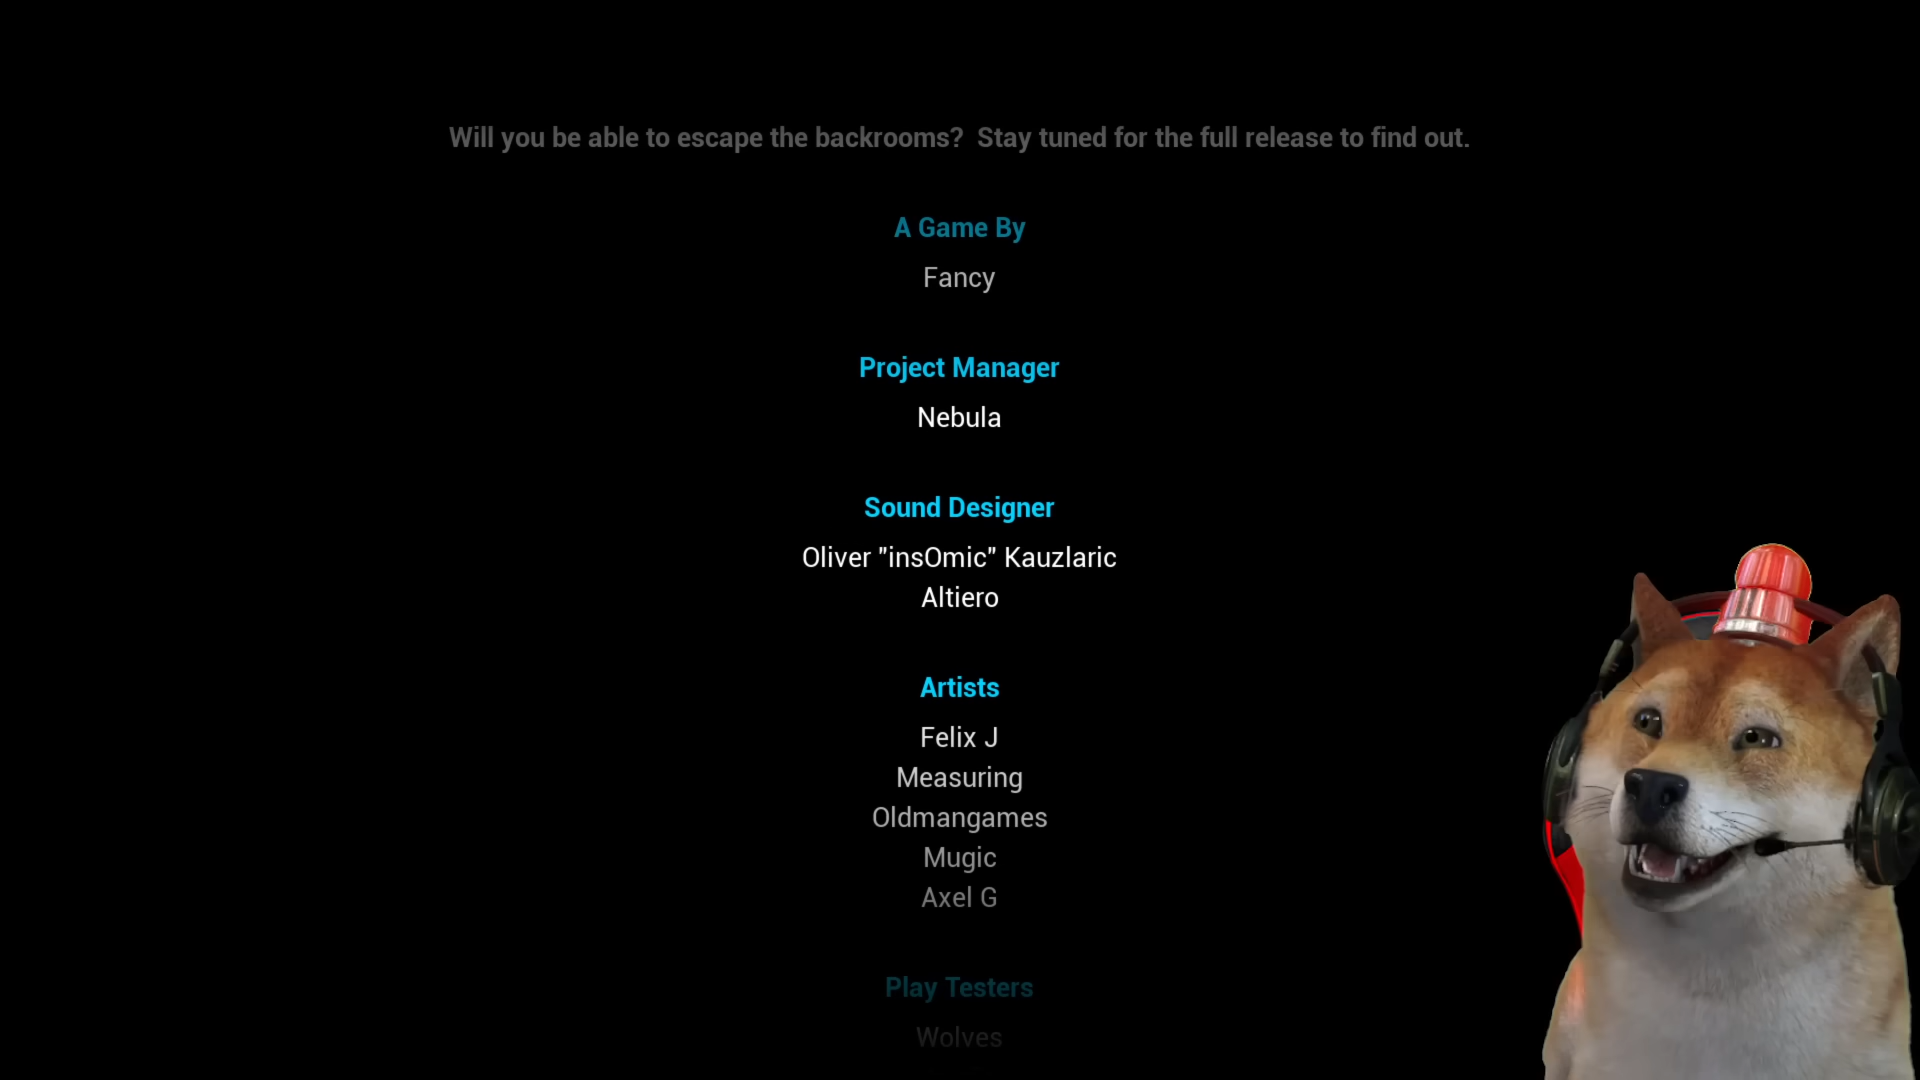 Will you be able to escape the backrooms?  Stay tuned for the full release to find out.
A Game By
Fancy
Project Manager
Nebula
Sound Designer
Oliver "insOmic" Kauzlaric
Altiero
Artists
Felix J
Measuring
Oldmangames
Mugic
Axel G
Play Testers
Wolves